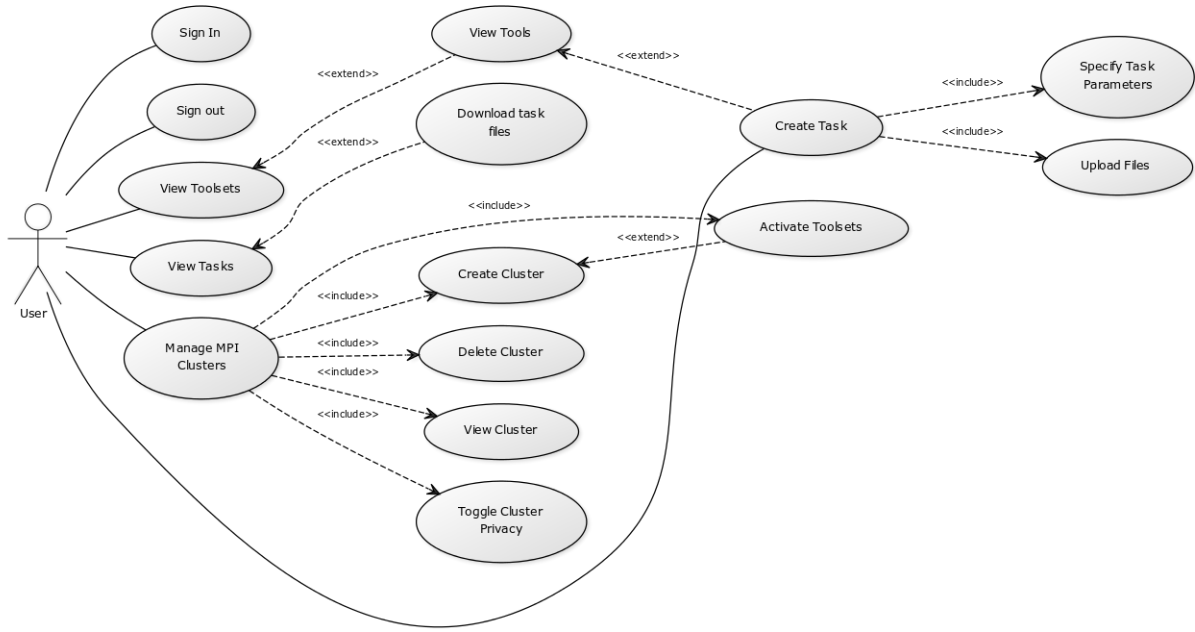 Sign In
View Tools
<<extend>>
<<extend>>
Specify Task
Parameters
<<include>>
Sign out
Download task
files
Create Task
<<include>>
<<extend>>
Upload Files
View Toolsets
<<include>>
Activate Toolsets
<<extend>>
View Tasks
Create Cluster
<<include>>
User
Manage MPI
Clusters
<<include>>
Delete Cluster
<<include>>
<<include>>
View Cluster
Toggle Cluster
Privacy